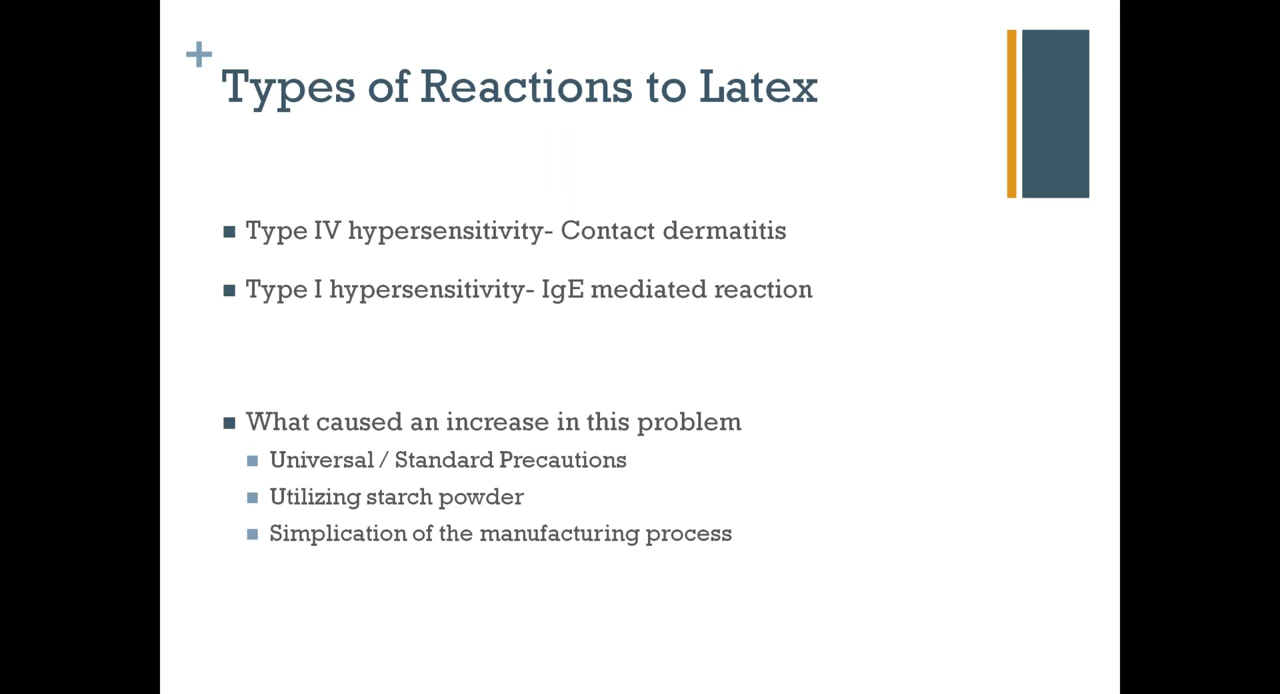 +
Types of Reactions to Latex
Type IV hypersensitivity- Contact dermatitis
Type I hypersensitivity- IgE mediated reaction
What caused an increase in this problem
Universal / Standard Precautions
Utilizing starch powder
Simplication of the manufacturing process